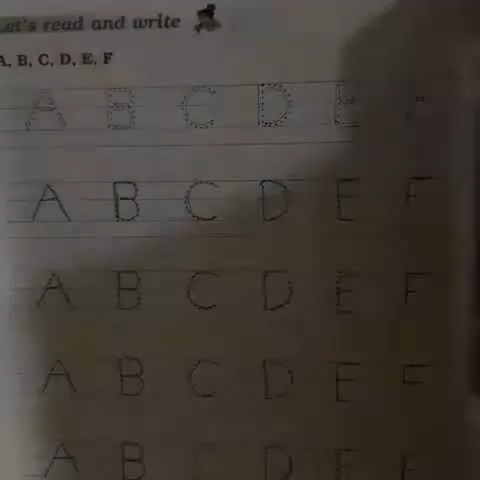 Let's read and write
A, B, C, D, E, F
A B C D E F
A B C D E F
A B C D E F
A B C D E F
A B C D E F